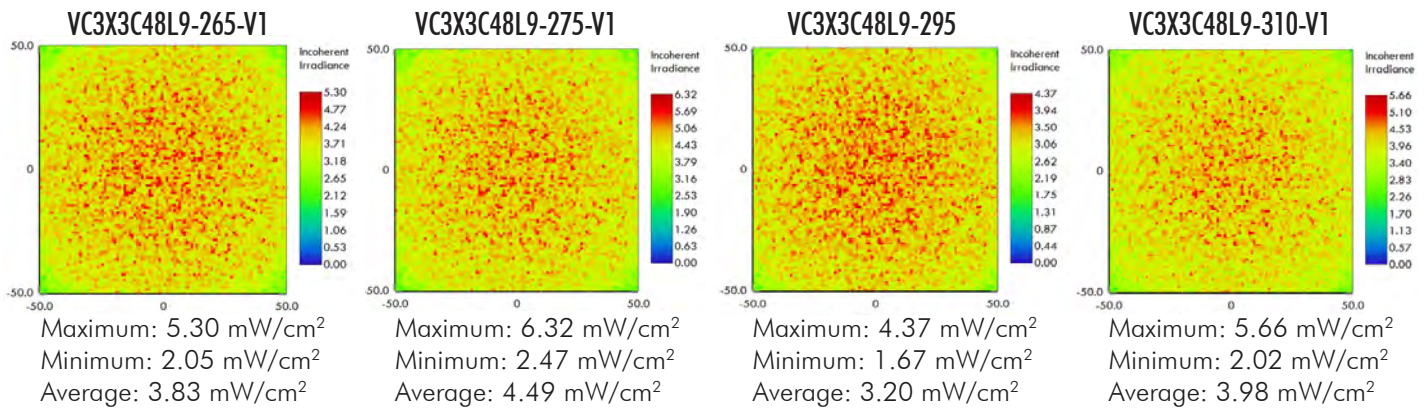 VC3X3C48L9-265-V1
50.0
0
-50.0
-50.0
0
50.0
Incoherent
Irradiance
5.30
4.77
4.24
3.71
3.18
2.65
2.12
1.59
1.06
0.53
0.00
Maximum: 5.30 mW/cm²
Minimum: 2.05 mW/cm²
Average: 3.83 mW/cm²
VC3X3C48L9-275-V1
50.0
0
-50.0
-50.0
0
50.0
Incoherent
Irradiance
6.32
5.69
5.06
4.43
3.79
3.16
2.53
1.90
1.26
0.63
0.00
Maximum: 6.32 mW/cm²
Minimum: 2.47 mW/cm²
Average: 4.49 mW/cm²
VC3X3C48L9-295
50.0
0
-50.0
-50.0
0
50.0
Incoherent
Irradiance
4.37
3.94
3.50
3.06
2.62
2.19
1.75
1.31
0.87
0.44
0.00
Maximum: 4.37 mW/cm²
Minimum: 1.67 mW/cm²
Average: 3.20 mW/cm²
VC3X3C48L9-310-V1
50.0
0
-50.0
-50.0
0
50.0
Incoherent
Irradiance
5.66
5.10
4.53
3.96
3.40
2.83
2.26
1.70
1.13
0.57
0.00
Maximum: 5.66 mW/cm²
Minimum: 2.02 mW/cm²
Average: 3.98 mW/cm²